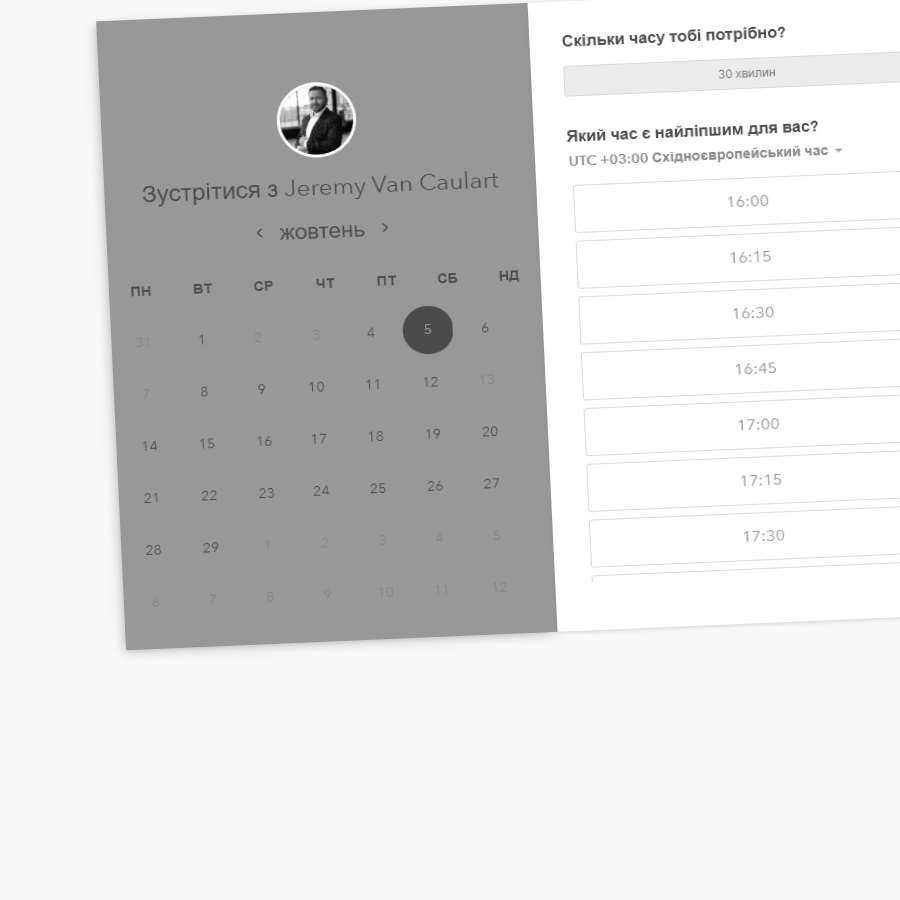 Зустрітися з Jeremy Van Caulart
жовтень
ПН ВТ СР ЧТ ПТ СБ НД
31 1 2 3 4 5 6
7 8 9 10 11 12 13
14 15 16 17 18 19 20
21 22 23 24 25 26 27
28 29 1 2 3 4 5
6 7 8 9 10 11 12
Скільки часу тобі потрібно?
30 хвилин
Який час є найліпшим для вас?
UTC +03:00 Східноєвропейський час
16:00
16:15
16:30
16:45
17:00
17:15
17:30